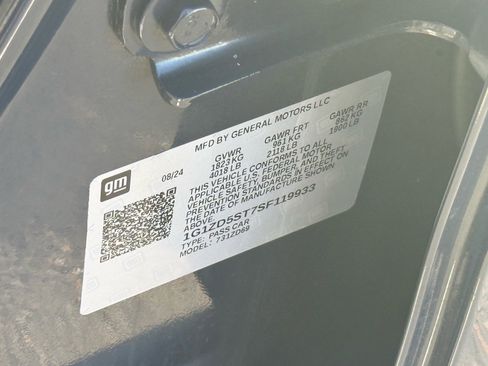 gm
MFD BY GENERAL MOTORS LLC
08/24
GVWR GAWR FRT GAWR RR
1823 KG 961 KG 862 KG
4018 LB 2118 LB 1900 LB
THIS VEHICLE CONFORMS TO ALL
APPLICABLE U.S. FEDERAL MOTOR
VEHICLE SAFETY, BUMPER, AND THEFT
PREVENTION STANDARDS IN EFFECT ON
THE DATE OF MANUFACTURE SHOWN
ABOVE.
1G1ZD5ST7SF119933
TYPE: PASS CAR
MODEL: 731ZD69